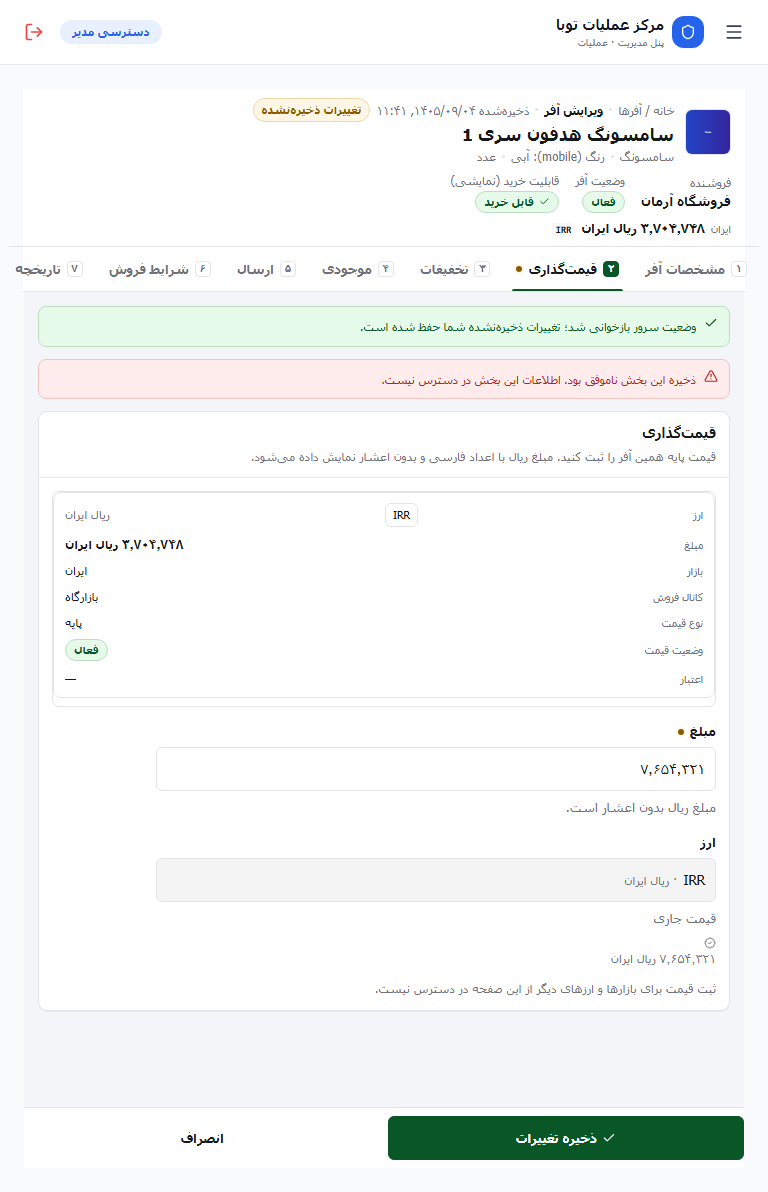 مرکز عملیات توبا
پنل مدیریت · عملیات
دسترسی مدیر
خانه / آفرها · ویرایش آفر · ذخیره‌شده ۱۴۰۵/۰۹/۰۴, ۱۱:۴۱ تغییرات ذخیره‌نشده
سامسونگ هدفون سری 1
سامسونگ · رنگ (mobile): آبی · عدد
فروشنده
فروشگاه آرمان
وضعیت آفر
فعال
قابلیت خرید (نمایشی)
قابل خرید
ایران ۳,۷۰۴,۷۴۸ ریال ایران IRR
۱ مشخصات آفر
۲ قیمت‌گذاری
۳ تخفیفات
۴ موجودی
۵ ارسال
۶ شرایط فروش
۷ تاریخچه
وضعیت سرور بازخوانی شد؛ تغییرات ذخیره‌نشده شما حفظ شده است.
ذخیره این بخش ناموفق بود. اطلاعات این بخش در دسترس نیست.
قیمت‌گذاری
قیمت پایه همین آفر را ثبت کنید. مبلغ ریال با اعداد فارسی و بدون اعشار نمایش داده می‌شود.
ارز IRR ریال ایران
مبلغ ۳,۷۰۴,۷۴۸ ریال ایران
بازار ایران
کانال فروش بازارگاه
نوع قیمت پایه
وضعیت قیمت فعال
اعتبار —
مبلغ
۷,۶۵۴,۳۲۱
مبلغ ریال بدون اعشار است.
ارز
IRR · ریال ایران
قیمت جاری
۷,۶۵۴,۳۲۱ ریال ایران
ثبت قیمت برای بازارها و ارزهای دیگر از این صفحه در دسترس نیست.
ذخیره تغییرات
انصراف